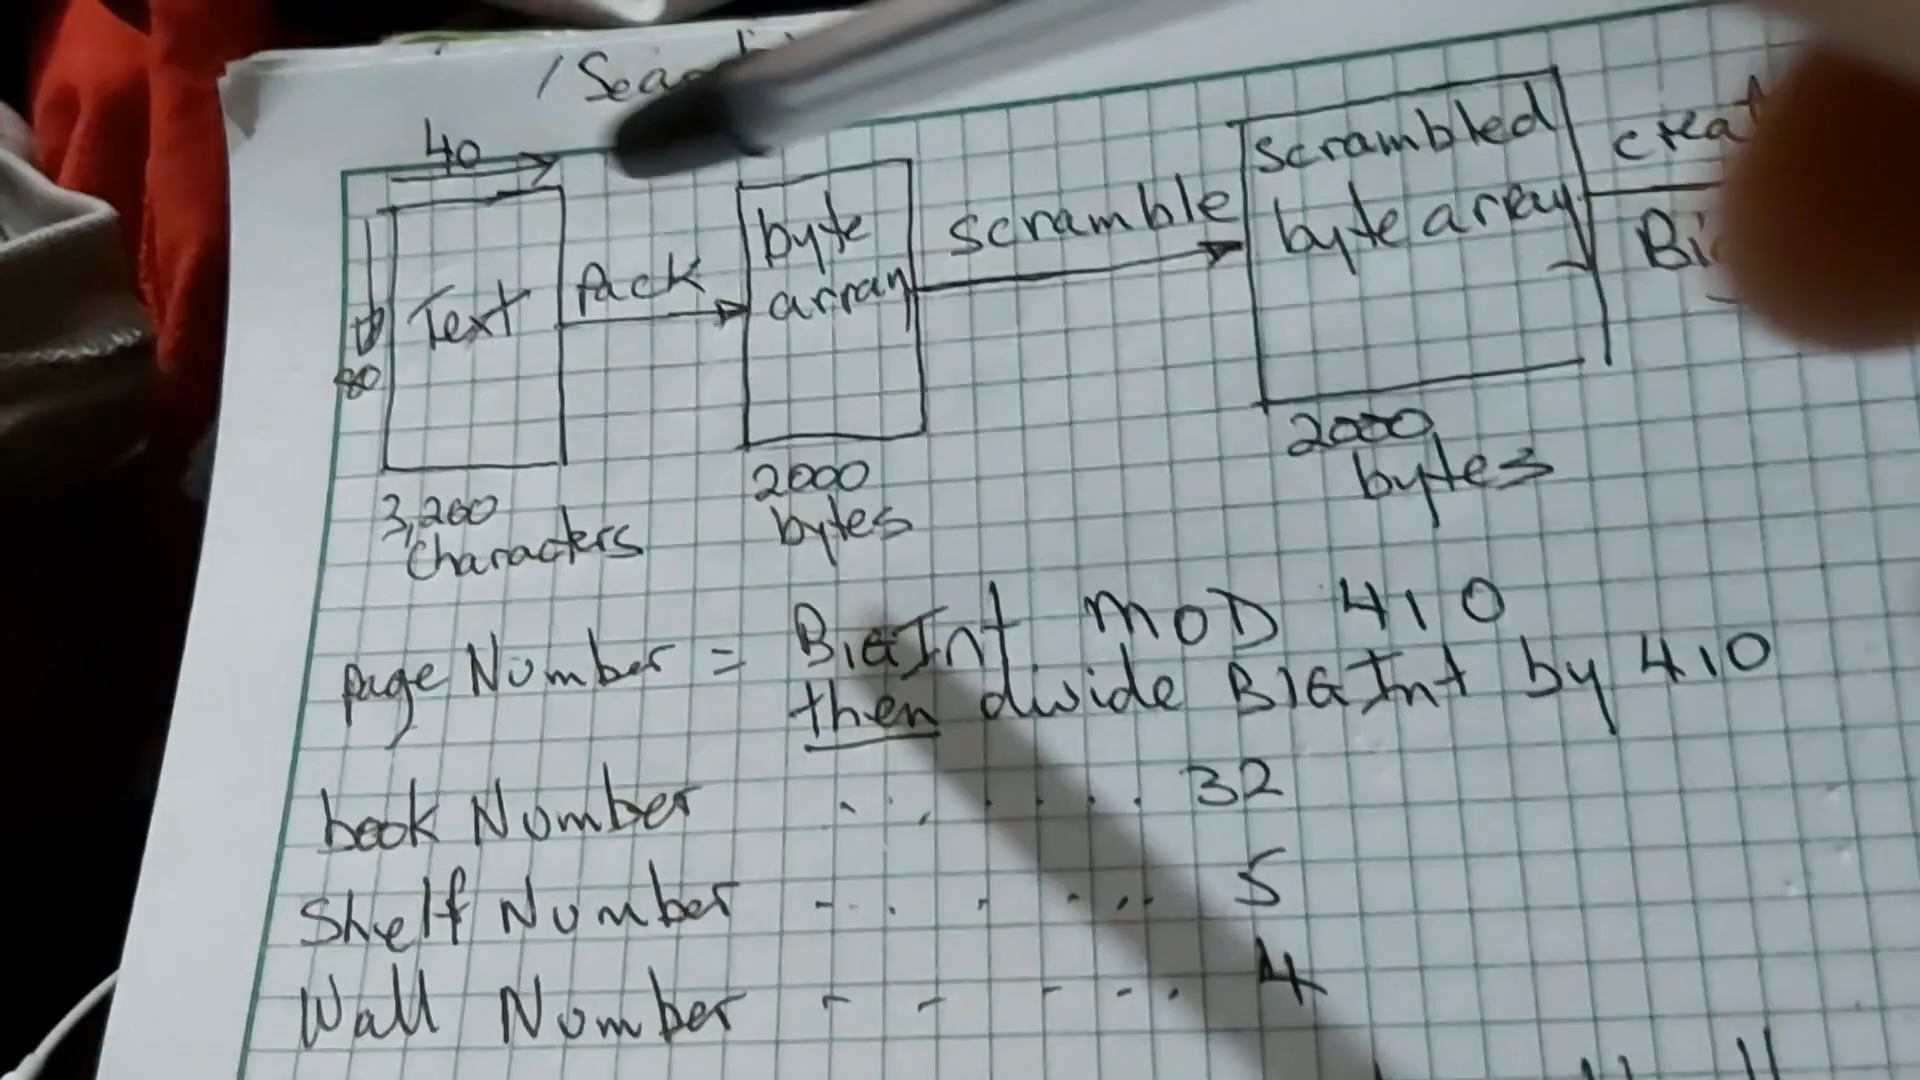 / Sea
40
80
Text
Pack
byte
array
scramble
scrambled
byte array
creat
Bi
3,200
Characters
2000
bytes
2000
bytes
page Number = BIGInt MOD 410
then divide BIGInt by 410
book Number . . . . . . 32
Shelf Number - . . . . . . 5
Wall Number - - - - - . 4